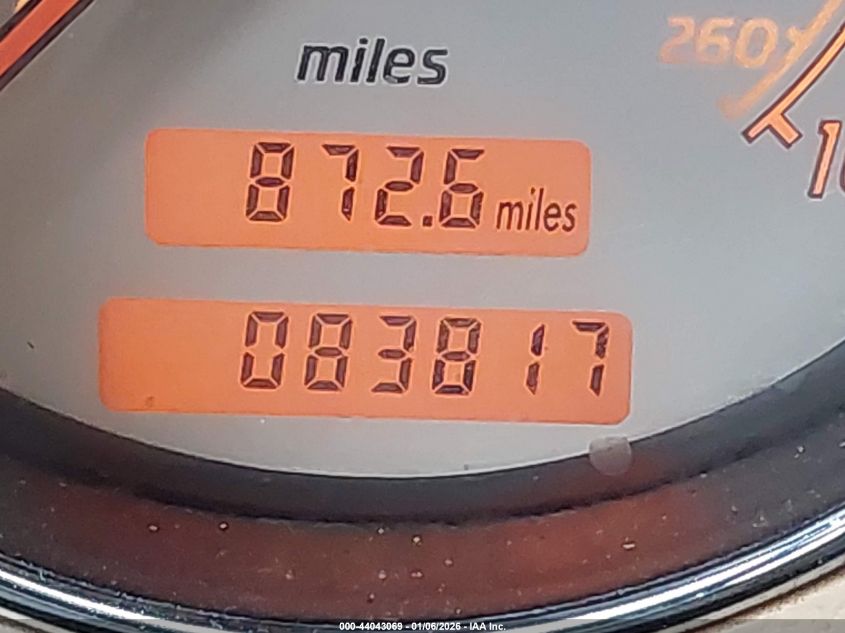 miles
260
872.6 miles
083817
000-44043069 - 01/06/2026 - IAA Inc.